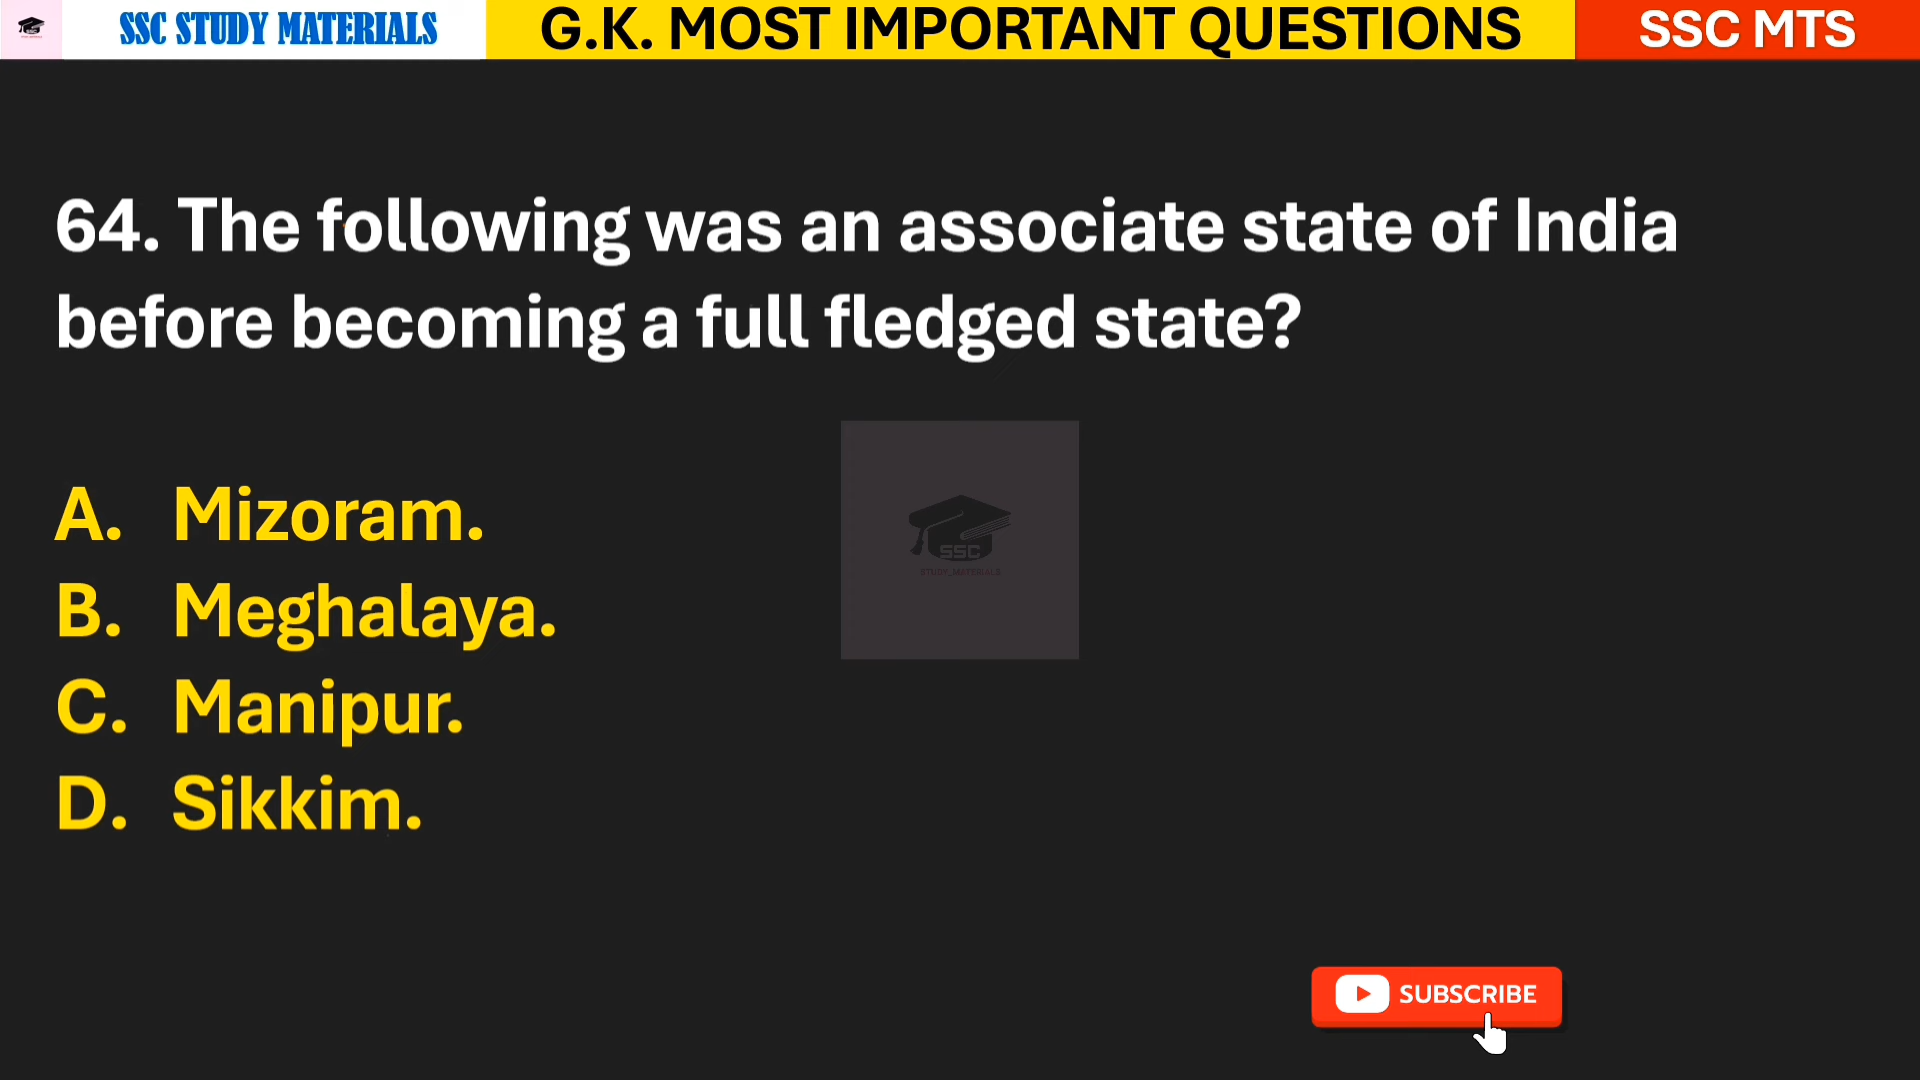 SSC STUDY MATERIALS
G.K. MOST IMPORTANT QUESTIONS
SSC MTS
64. The following was an associate state of India
before becoming a full fledged state?
A. Mizoram.
B. Meghalaya.
C. Manipur.
D. Sikkim.
SSC
STUDY_MATERIALS
SUBSCRIBE